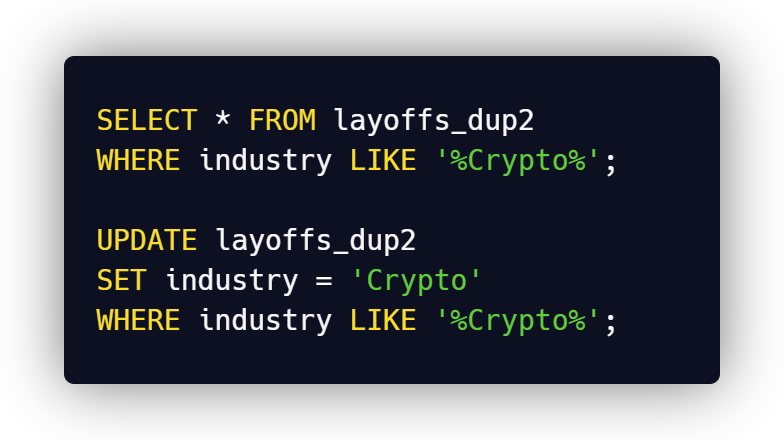 SELECT * FROM layoffs_dup2
WHERE industry LIKE '%Crypto%';
UPDATE layoffs_dup2
SET industry = 'Crypto'
WHERE industry LIKE '%Crypto%';